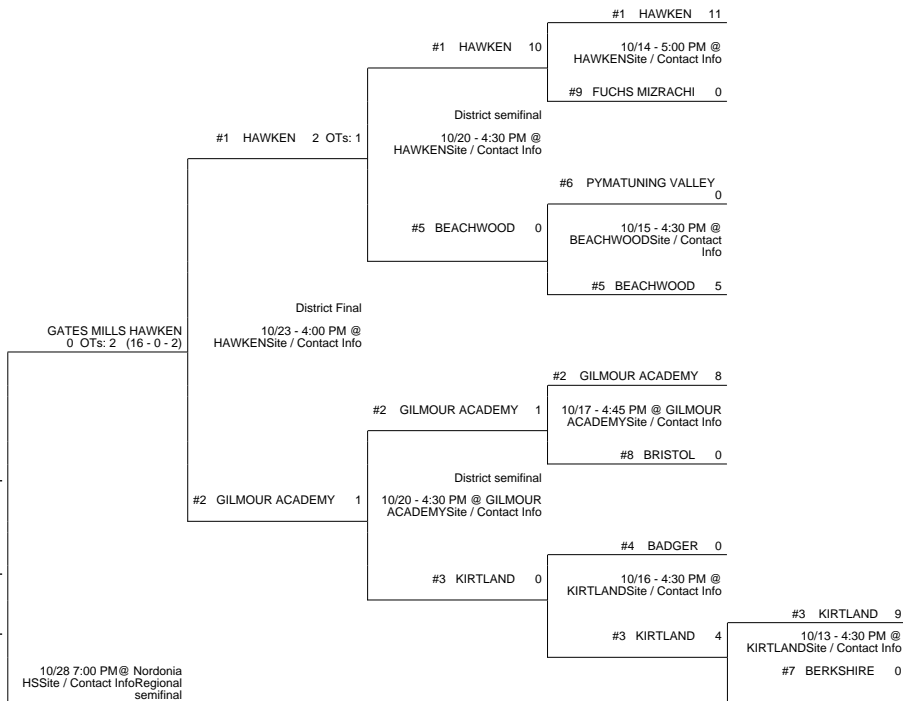 #1 HAWKEN 11
#1 HAWKEN 10
10/14 - 5:00 PM @
HAWKENSite / Contact Info
#9 FUCHS MIZRACHI 0
District semifinal
#1 HAWKEN 2 OTs: 1
10/20 - 4:30 PM @
HAWKENSite / Contact Info
#6 PYMATUNING VALLEY
0
#5 BEACHWOOD 0
10/15 - 4:30 PM @
BEACHWOODSite / Contact
Info
#5 BEACHWOOD 5
District Final
GATES MILLS HAWKEN
0 OTs: 2 (16 - 0 - 2)
10/23 - 4:00 PM @
HAWKENSite / Contact Info
#2 GILMOUR ACADEMY 8
#2 GILMOUR ACADEMY 1
10/17 - 4:45 PM @ GILMOUR
ACADEMYSite / Contact Info
#8 BRISTOL 0
District semifinal
#2 GILMOUR ACADEMY 1
10/20 - 4:30 PM @ GILMOUR
ACADEMYSite / Contact Info
#4 BADGER 0
#3 KIRTLAND 0
10/16 - 4:30 PM @
KIRTLANDSite / Contact Info
#3 KIRTLAND 9
#3 KIRTLAND 4
10/13 - 4:30 PM @
KIRTLANDSite / Contact Info
#7 BERKSHIRE 0
10/28 7:00 PM@ Nordonia
HSSite / Contact InfoRegional
semifinal